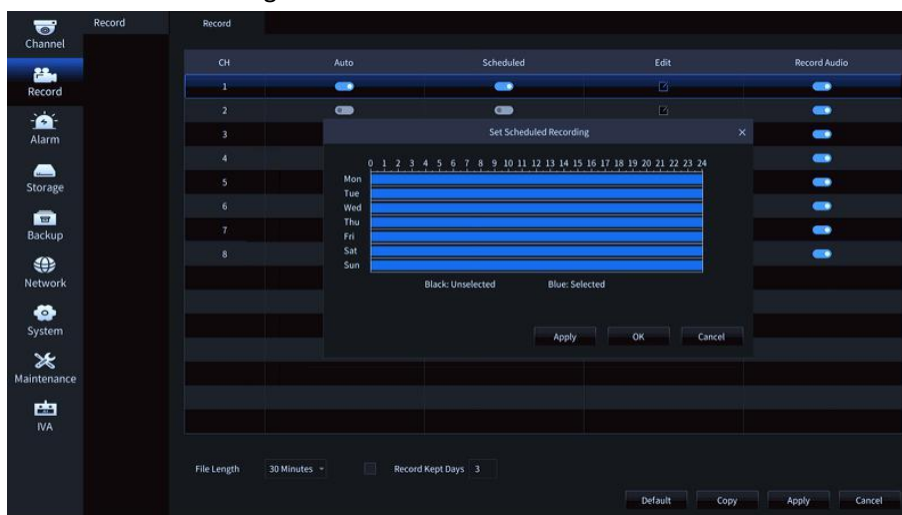 Record
Record
Channel
Record
Alarm
Storage
Backup
Network
System
Maintenance
IVA
CH Auto Scheduled Edit Record Audio
1
2
3
4
5
6
7
8
Set Scheduled Recording ×
0 1 2 3 4 5 6 7 8 9 10 11 12 13 14 15 16 17 18 19 20 21 22 23 24
Mon
Tue
Wed
Thu
Fri
Sat
Sun
Black: Unselected Blue: Selected
Apply OK Cancel
File Length 30 Minutes Record Kept Days 3
Default Copy Apply Cancel